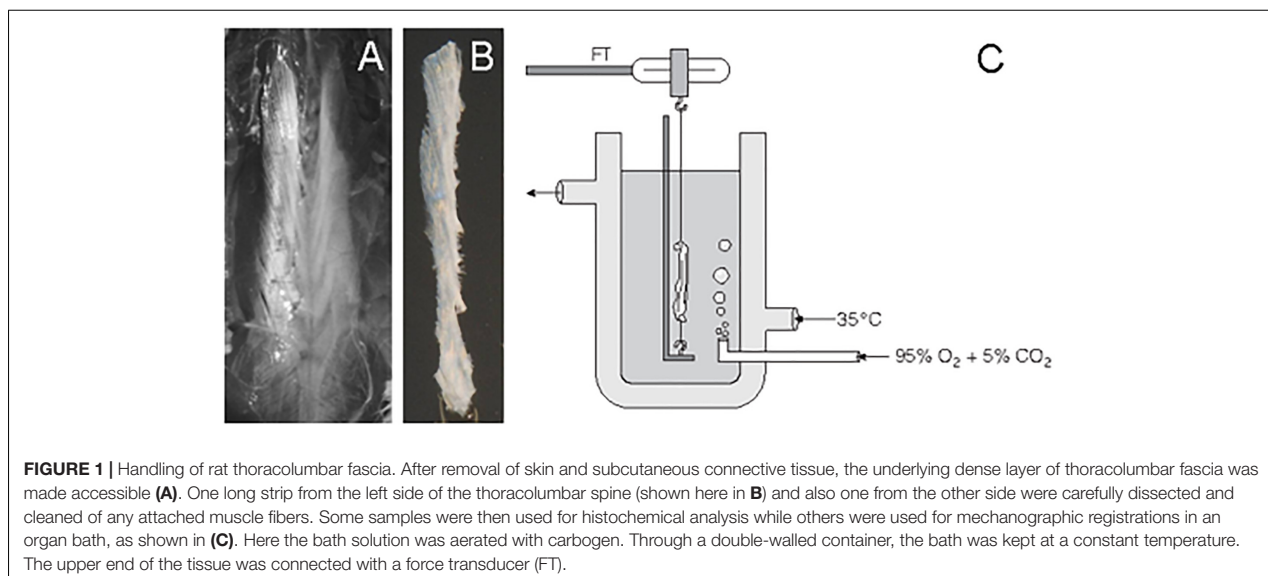 A
B
FT
C
35°C
95% O₂ + 5% CO₂
FIGURE 1 | Handling of rat thoracolumbar fascia. After removal of skin and subcutaneous connective tissue, the underlying dense layer of thoracolumbar fascia was
made accessible (A). One long strip from the left side of the thoracolumbar spine (shown here in B) and also one from the other side were carefully dissected and
cleaned of any attached muscle fibers. Some samples were then used for histochemical analysis while others were used for mechanographic registrations in an
organ bath, as shown in (C). Here the bath solution was aerated with carbogen. Through a double-walled container, the bath was kept at a constant temperature.
The upper end of the tissue was connected with a force transducer (FT).